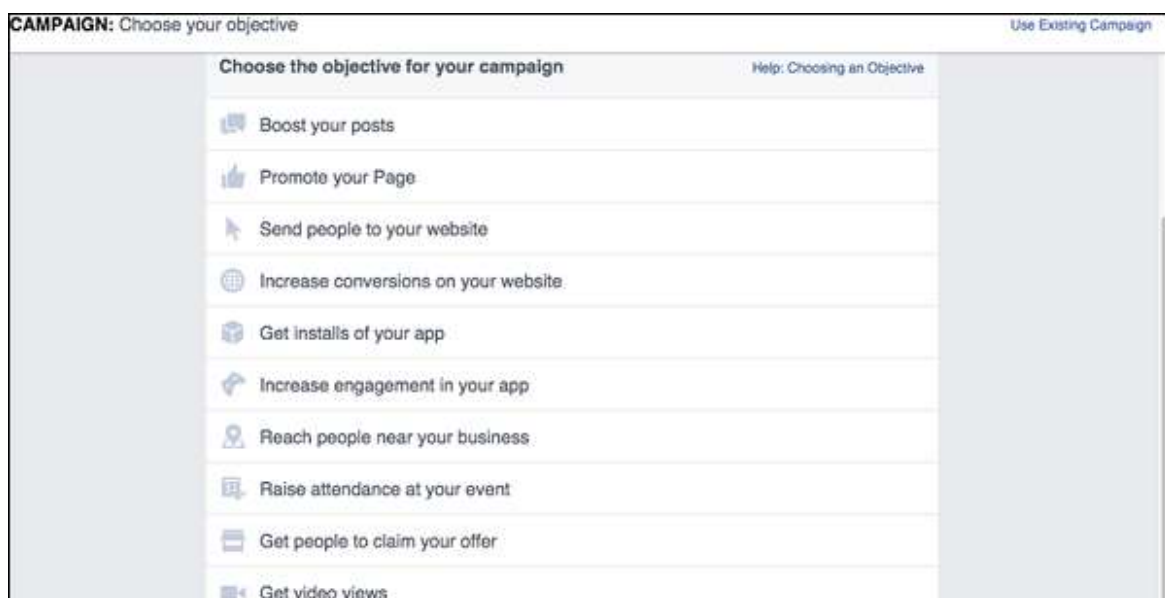 CAMPAIGN: Choose your objective
Use Existing Campaign
Choose the objective for your campaign
Help: Choosing an Objective
Boost your posts
Promote your Page
Send people to your website
Increase conversions on your website
Get installs of your app
Increase engagement in your app
Reach people near your business
Raise attendance at your event
Get people to claim your offer
Get video views